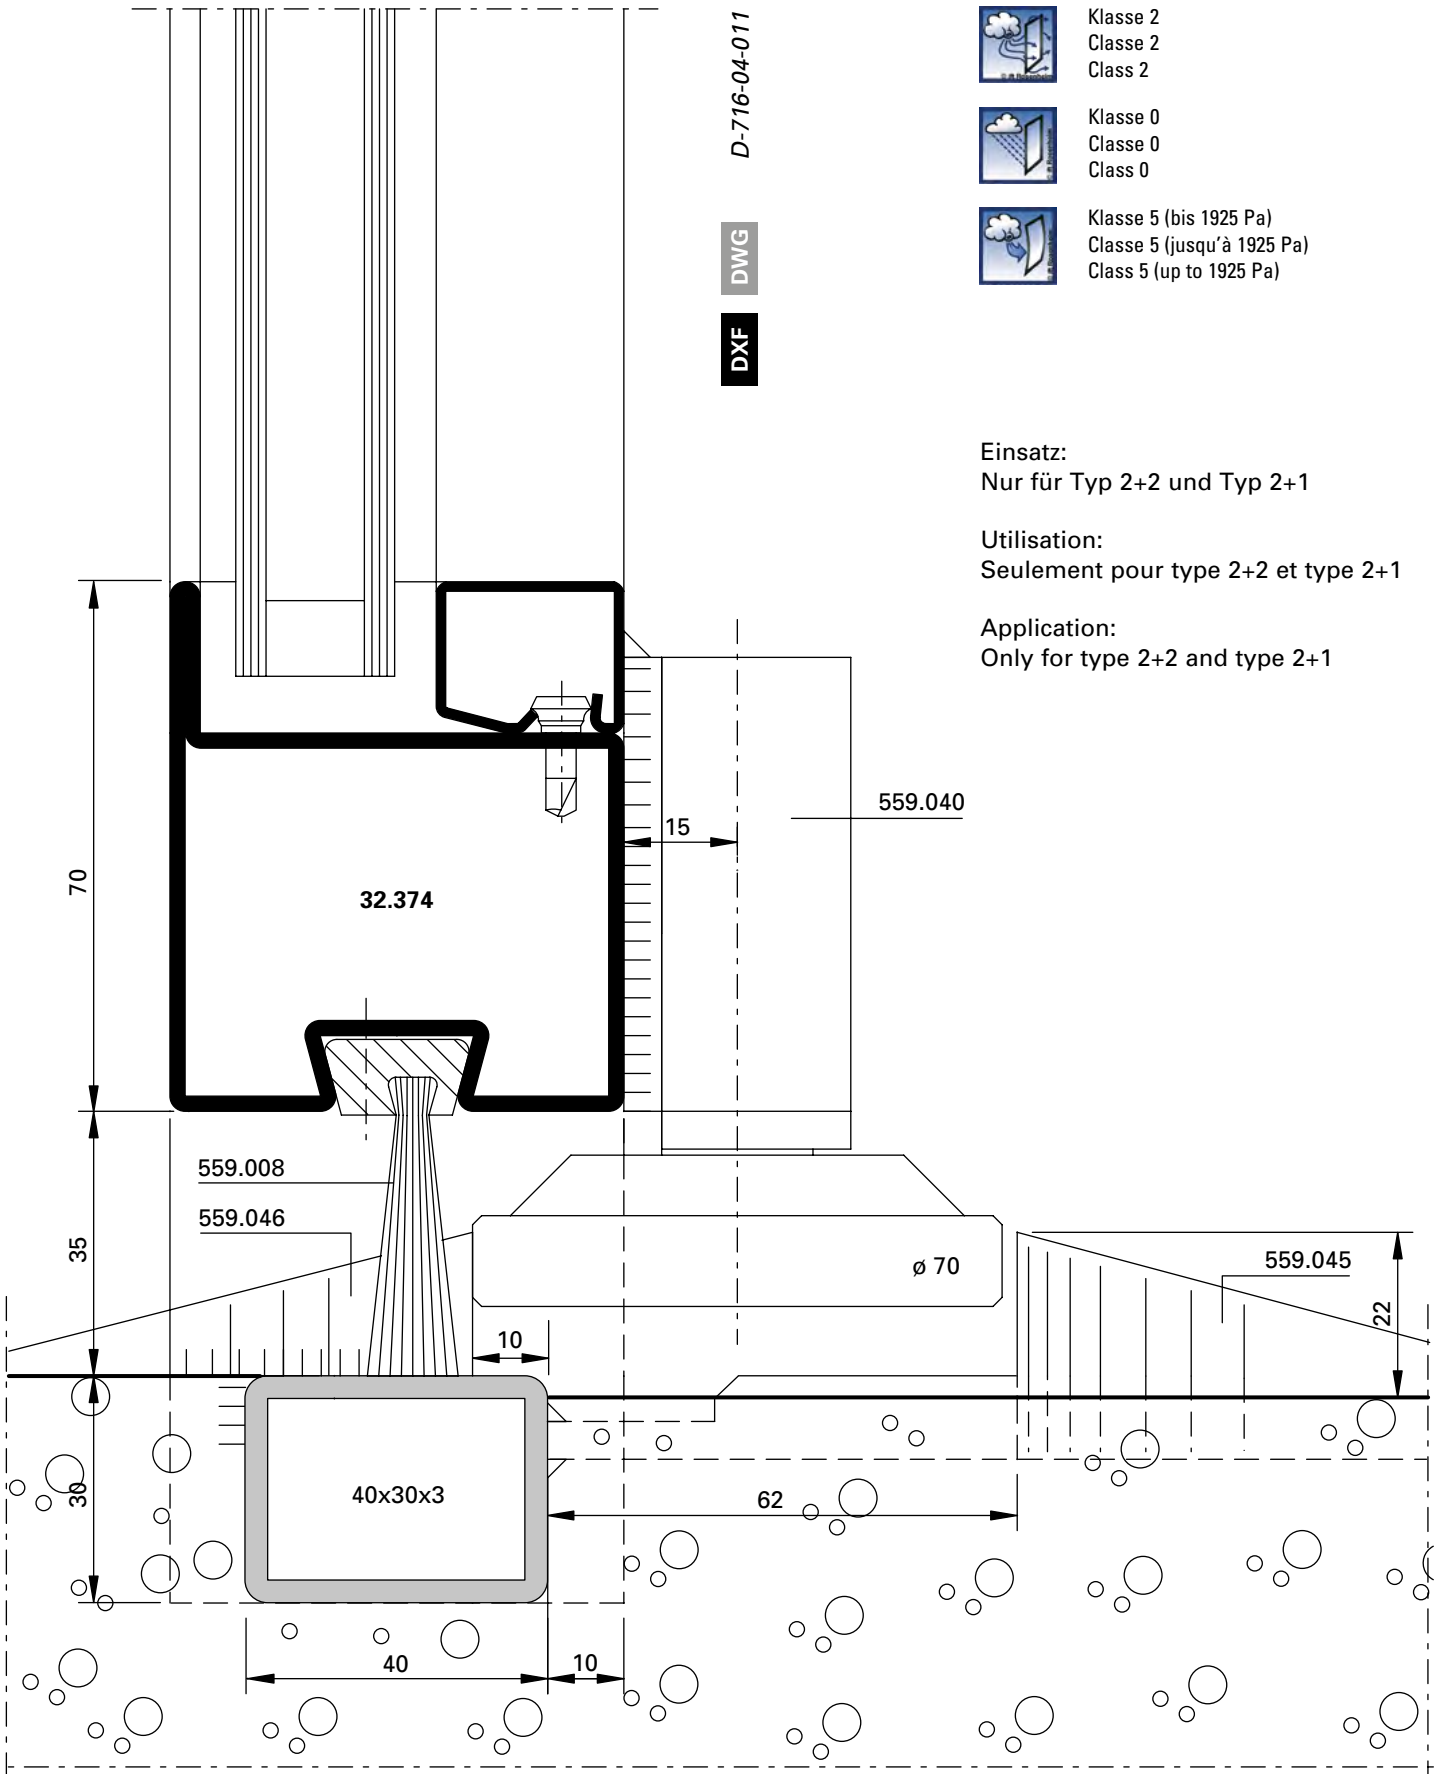 D-716-04-011
DWG
DXF
Klasse 2
Classe 2
Class 2
Klasse 0
Classe 0
Class 0
Klasse 5 (bis 1925 Pa)
Classe 5 (jusqu'à 1925 Pa)
Class 5 (up to 1925 Pa)
Einsatz:
Nur für Typ 2+2 und Typ 2+1
Utilisation:
Seulement pour type 2+2 et type 2+1
Application:
Only for type 2+2 and type 2+1
559.040
15
70
32.374
559.008
559.046
35
ø 70
559.045
22
10
30
40x30x3
62
40
10